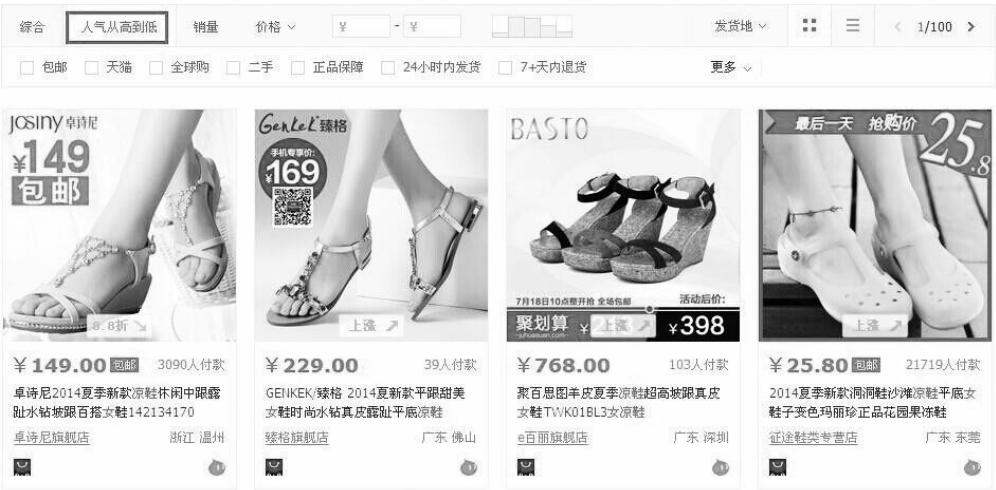 综合 人气从高到低 销量 价格 ¥ - ¥ 发货地 1/100
包邮 天猫 全球购 二手 正品保障 24小时内发货 7+天内退货 更多
JOSINY 卓诗尼
¥149
包邮
8.8折
¥149.00 包邮 3090人付款
卓诗尼2014夏季新款凉鞋休闲中跟露
趾水钻坡跟百搭女鞋142134170
卓诗尼旗舰店 浙江 温州
GENKEK 臻格
手机专享价:
¥169
上涨
¥229.00 39人付款
GENKEK/臻格 2014夏新款平跟甜美
女鞋时尚水钻真皮露趾平底凉鞋
臻格旗舰店 广东 佛山
BASTO
7月18日10点整开抢 全场包邮 活动后价:
聚划算 ¥ 上涨 ¥398
¥768.00 103人付款
聚百思图羊皮夏季凉鞋超高坡跟真皮
女鞋TWK01BL3女凉鞋
e百丽旗舰店 广东 深圳
最后一天 抢购价 25.8
上涨
¥25.80 包邮 21719人付款
2014夏季新款洞洞鞋沙滩凉鞋平底女
鞋子变色玛丽珍正品花园果冻鞋
征途鞋类专营店 广东 东莞